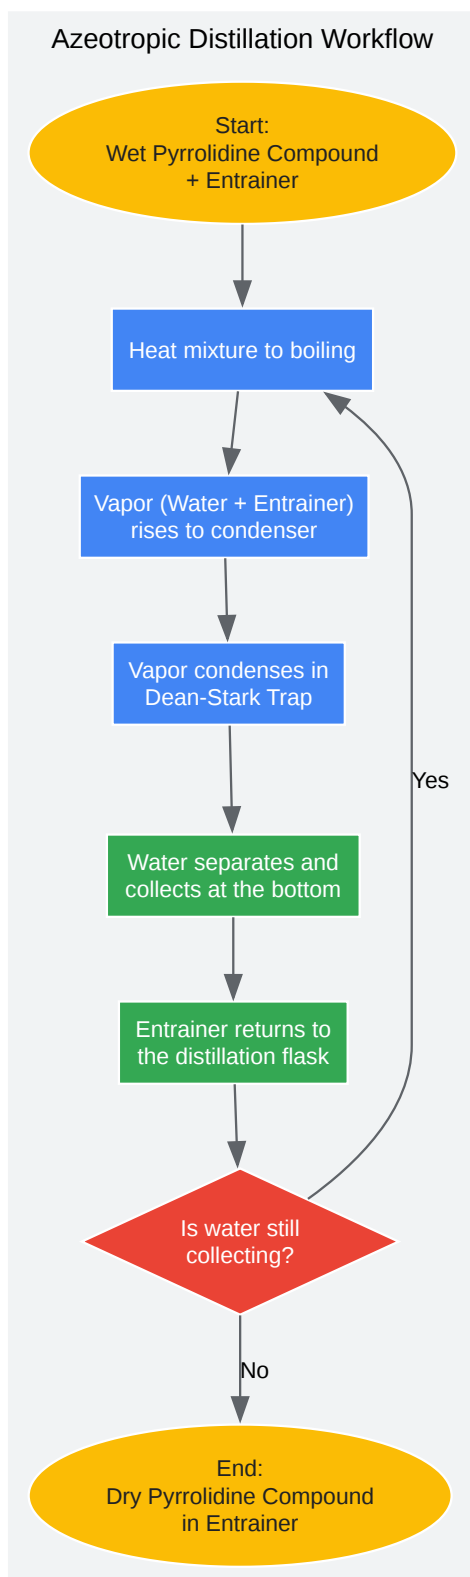 Azeotropic Distillation Workflow
Start:
Wet Pyrrolidine Compound
+ Entrainer
Heat mixture to boiling
Vapor (Water + Entrainer)
rises to condenser
Vapor condenses in
Dean-Stark Trap
Yes
Water separates and
collects at the bottom
Entrainer returns to
the distillation flask
Is water still
collecting?
No
End:
Dry Pyrrolidine Compound
in Entrainer